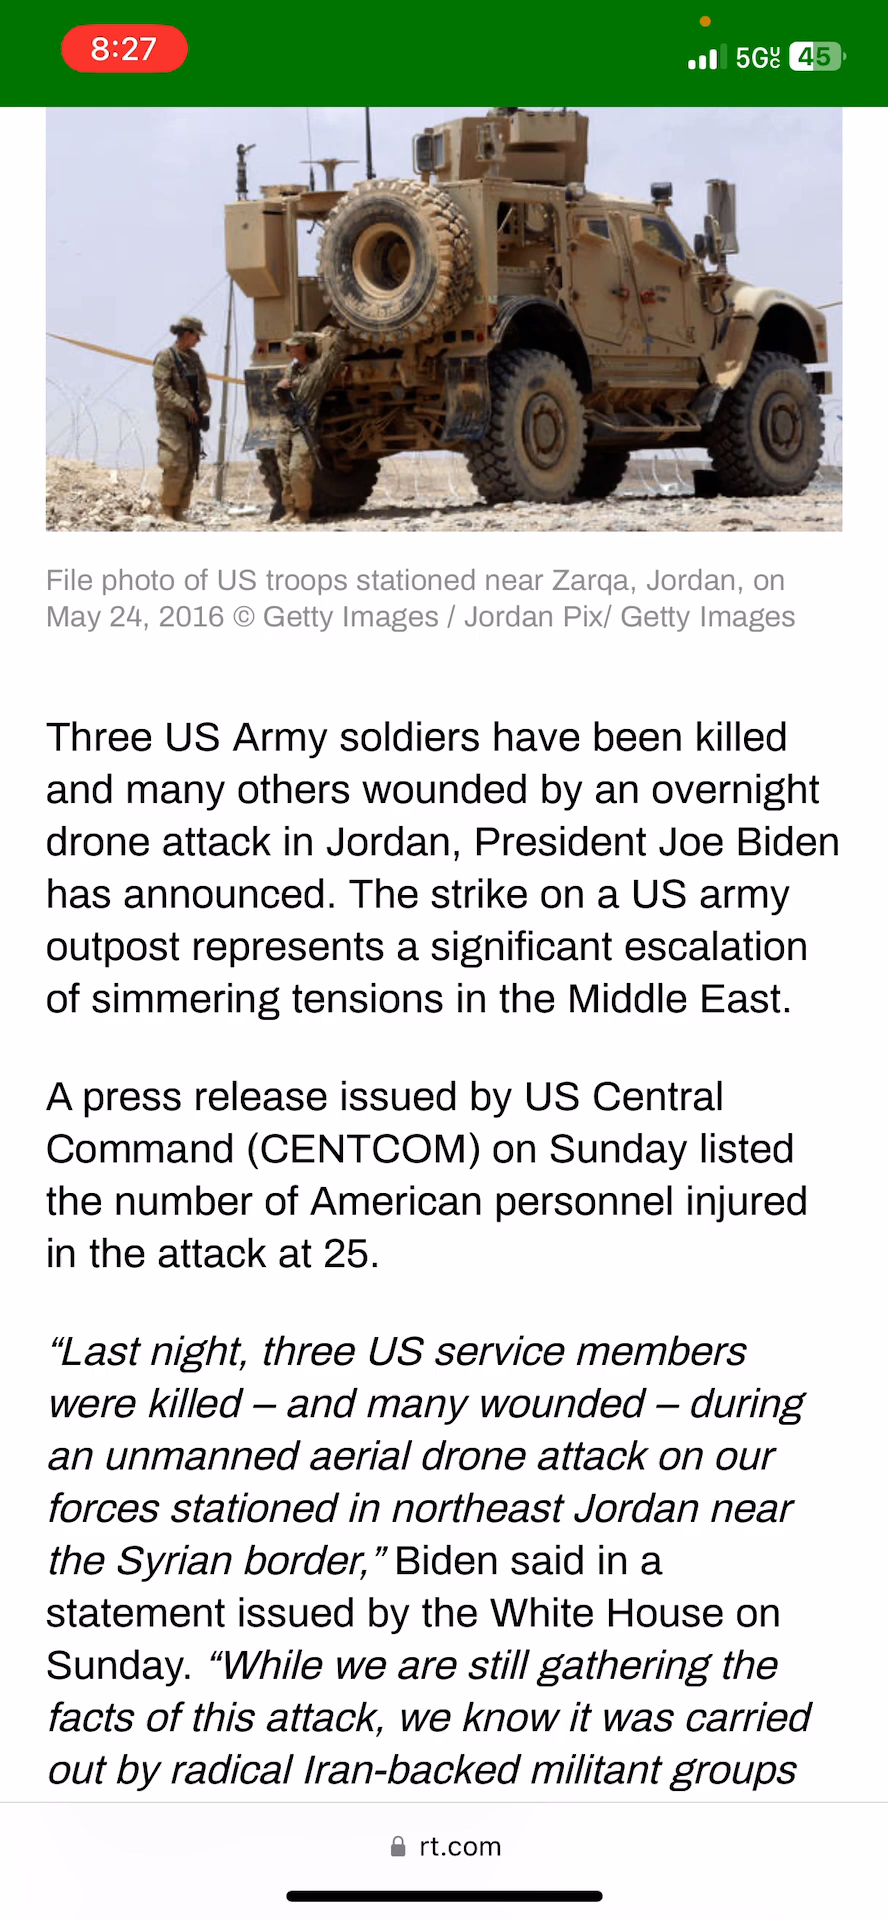 8:27
5G UC
45
File photo of US troops stationed near Zarqa, Jordan, on
May 24, 2016 © Getty Images / Jordan Pix/ Getty Images
Three US Army soldiers have been killed
and many others wounded by an overnight
drone attack in Jordan, President Joe Biden
has announced. The strike on a US army
outpost represents a significant escalation
of simmering tensions in the Middle East.
A press release issued by US Central
Command (CENTCOM) on Sunday listed
the number of American personnel injured
in the attack at 25.
“Last night, three US service members
were killed – and many wounded – during
an unmanned aerial drone attack on our
forces stationed in northeast Jordan near
the Syrian border,” Biden said in a
statement issued by the White House on
Sunday. “While we are still gathering the
facts of this attack, we know it was carried
out by radical Iran-backed militant groups
rt.com